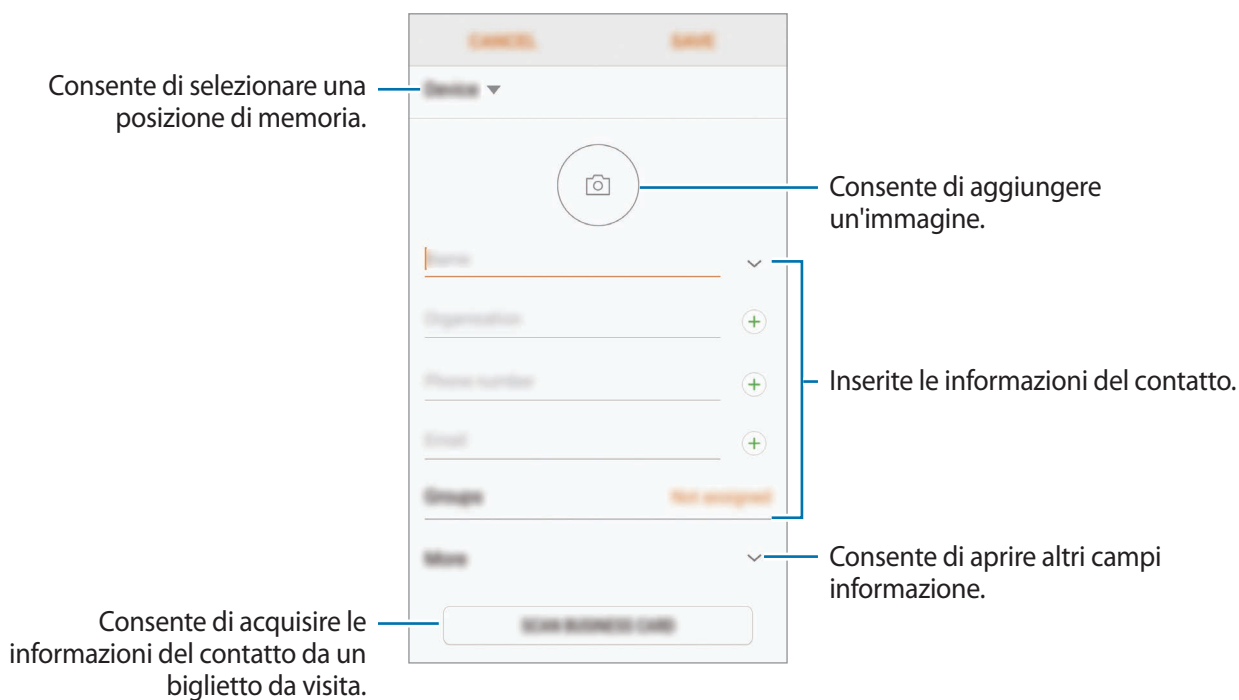 CANCEL SAVE
Consente di selezionare una
posizione di memoria.
Device
Consente di aggiungere
un'immagine.
Name
Organization
Phone number
Inserite le informazioni del contatto.
Email
Groups Not assigned
More
Consente di aprire altri campi
informazione.
Consente di acquisire le
informazioni del contatto da un
biglietto da visita.
SCAN BUSINESS CARD